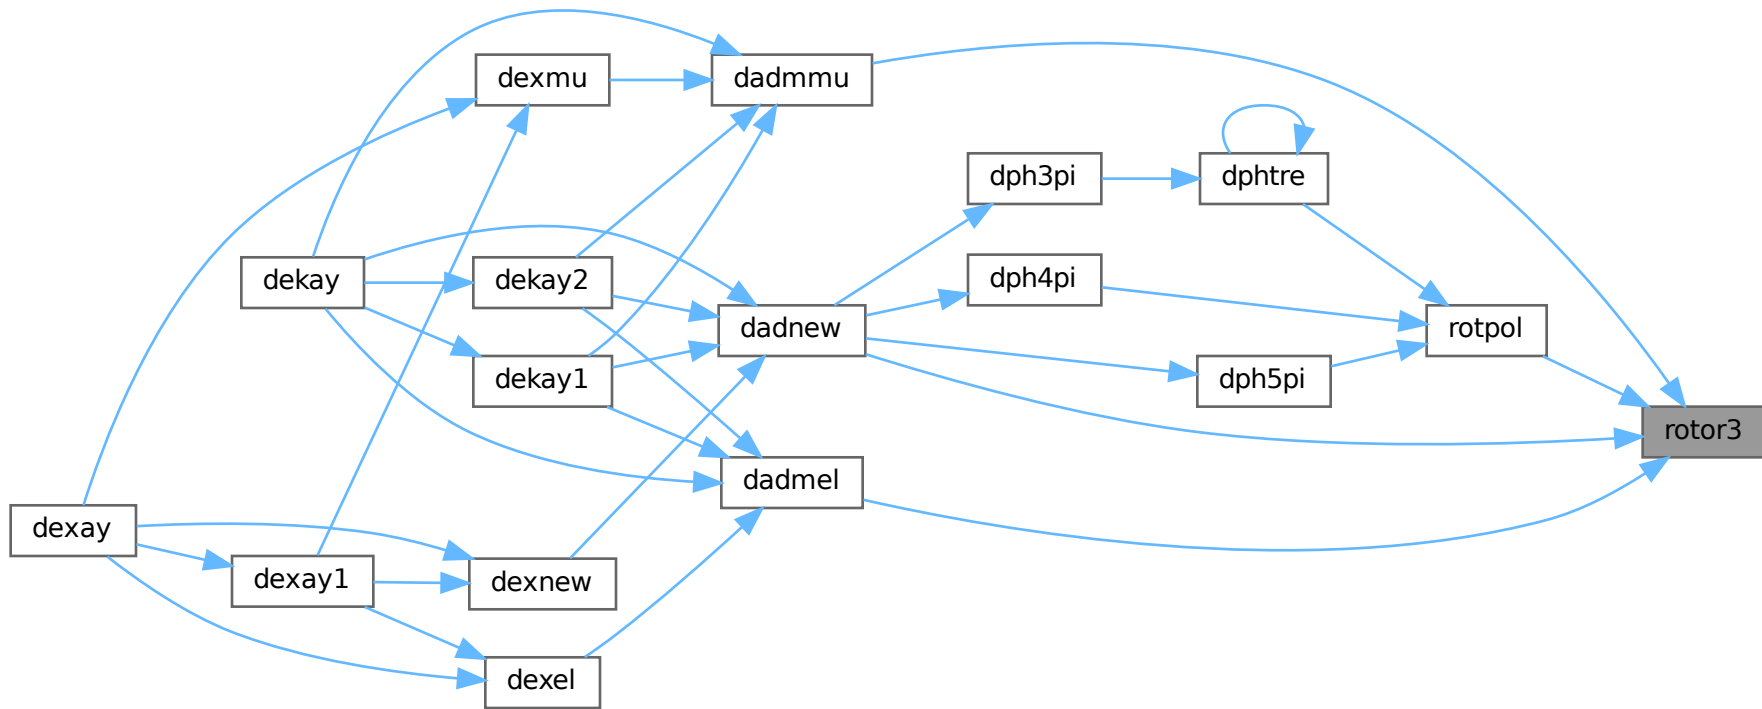 dexmu
dadmmu
dph3pi
dphtre
dekay
dekay2
dph4pi
dadnew
rotpol
dekay1
dph5pi
rotor3
dadmel
dexay
dexay1
dexnew
dexel